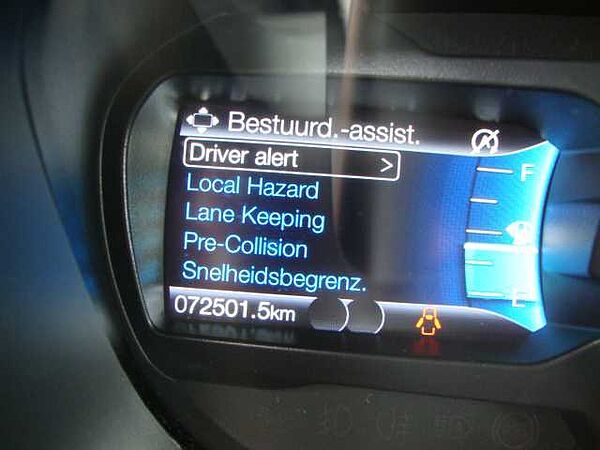 Bestuurd.-assist.
Driver alert >
Local Hazard
Lane Keeping
Pre-Collision
Snelheidsbegrenz.
072501.5km
F
E